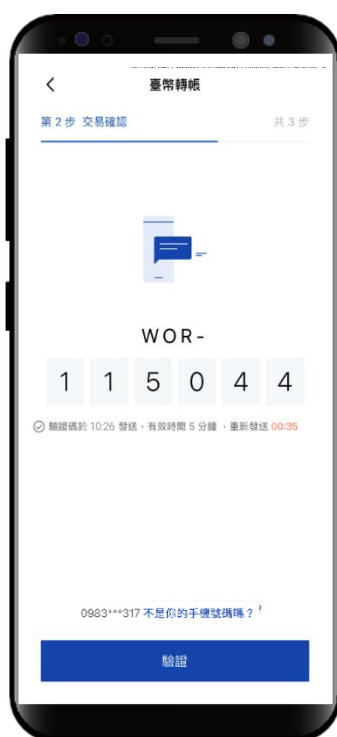 臺幣轉帳
第 2 步 交易確認 共 3 步
WOR-
1 1 5 0 4 4
驗證碼於 10:26 發送，有效時間 5 分鐘 ，重新發送 00:35
0983***317 不是你的手機號碼嗎？
驗證